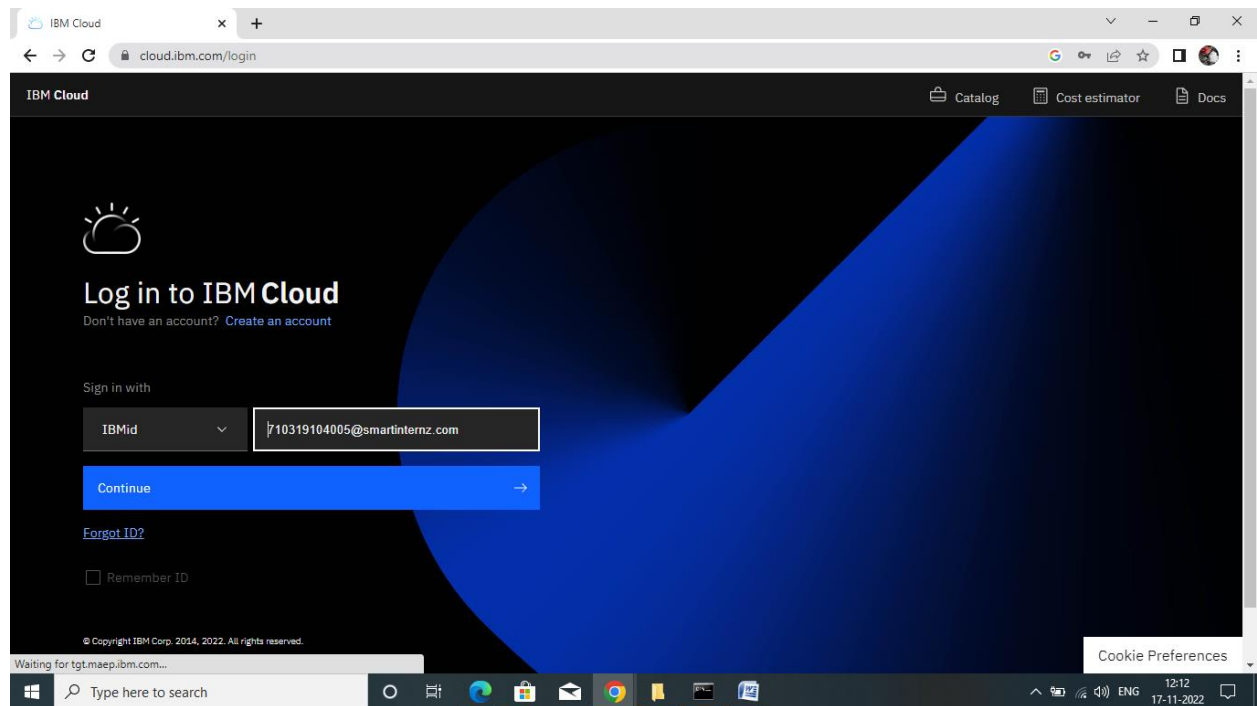 IBM Cloud
cloud.ibm.com/login
G
IBM Cloud
Catalog
Cost estimator
Docs
Log in to IBM Cloud
Don't have an account? Create an account
Sign in with
IBMid
710319104005@smartinternz.com
Continue
Forgot ID?
Remember ID
© Copyright IBM Corp. 2014, 2022. All rights reserved.
Cookie Preferences
Waiting for tgt.maep.ibm.com...
Type here to search
ENG
12:12
17-11-2022